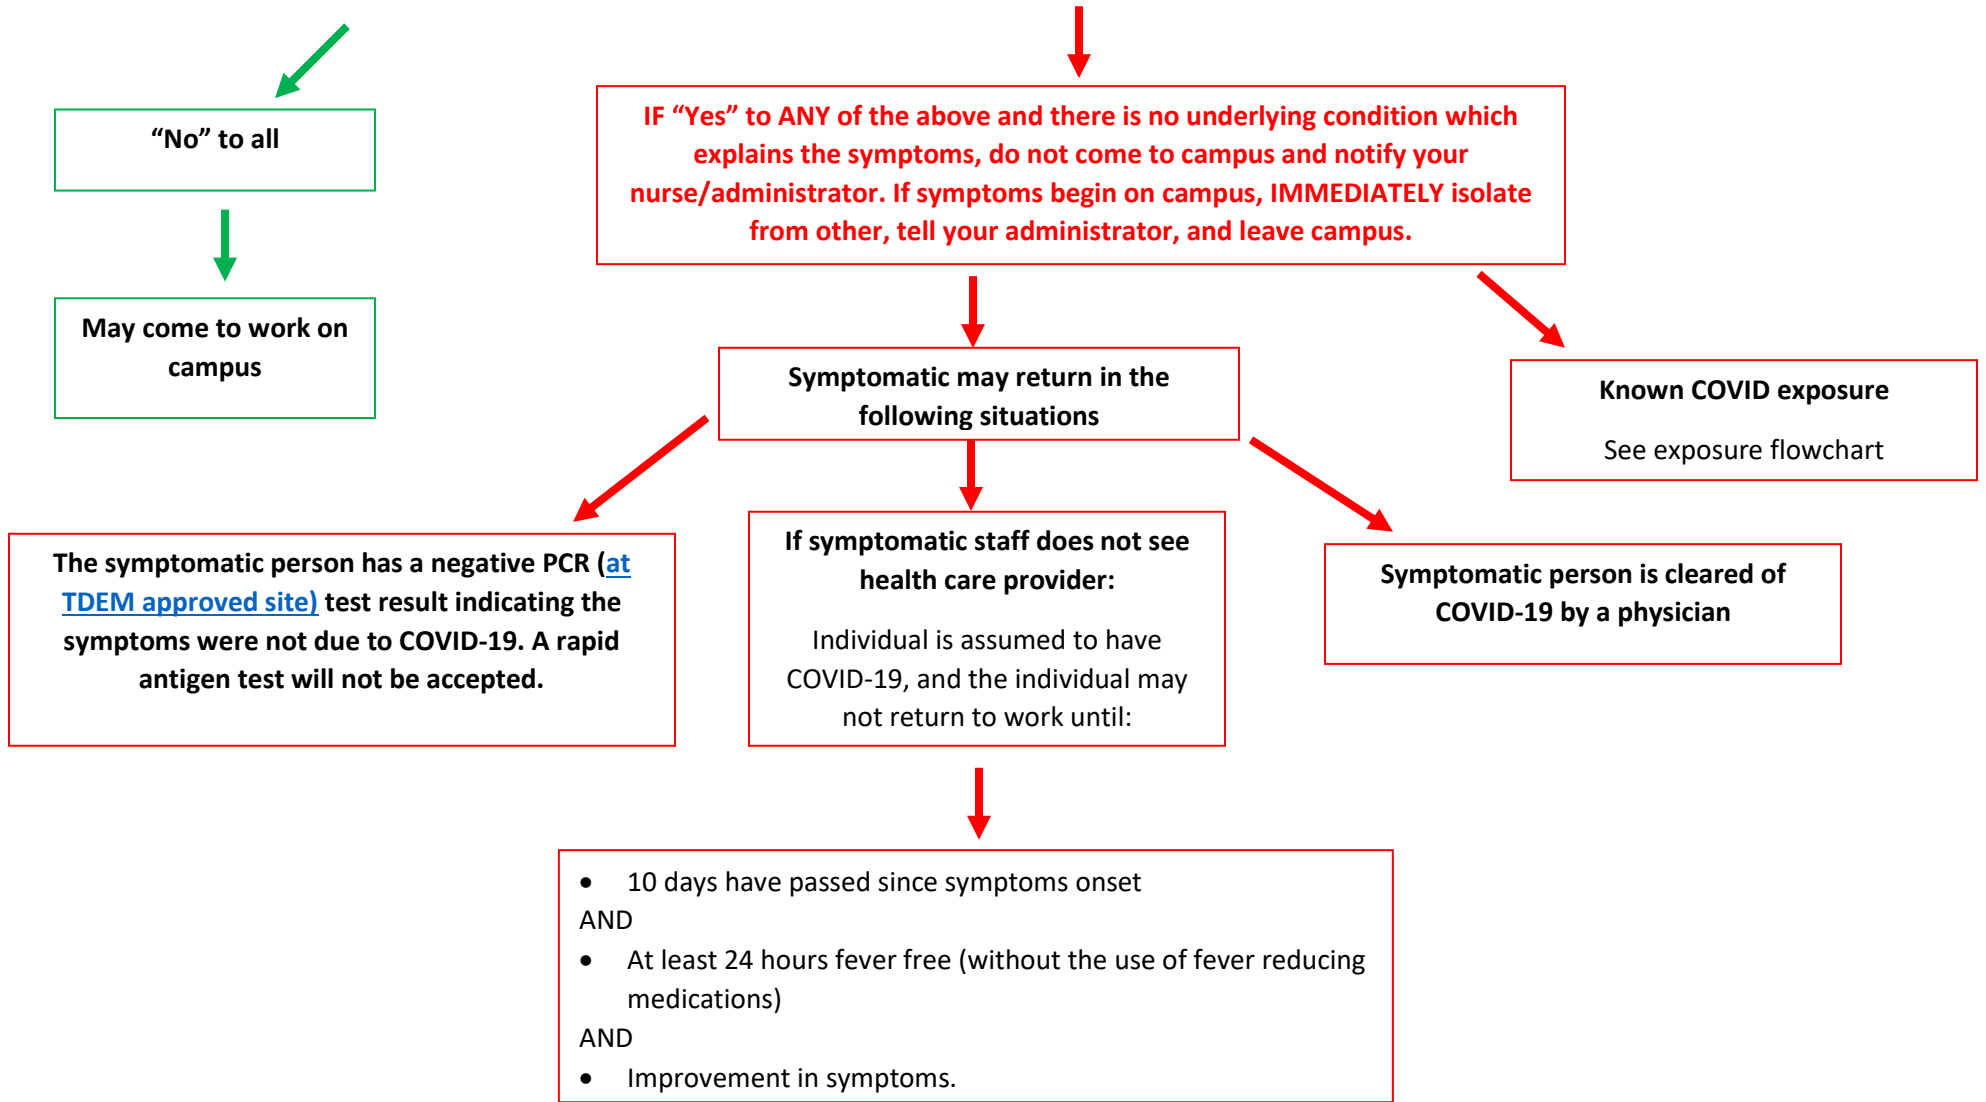 “No” to all
May come to work on
campus
IF “Yes” to ANY of the above and there is no underlying condition which
explains the symptoms, do not come to campus and notify your
nurse/administrator. If symptoms begin on campus, IMMEDIATELY isolate
from other, tell your administrator, and leave campus.
Symptomatic may return in the
following situations
Known COVID exposure
See exposure flowchart
The symptomatic person has a negative PCR (at
TDEM approved site) test result indicating the
symptoms were not due to COVID-19. A rapid
antigen test will not be accepted.
If symptomatic staff does not see
health care provider:
Individual is assumed to have
COVID-19, and the individual may
not return to work until:
Symptomatic person is cleared of
COVID-19 by a physician
• 10 days have passed since symptoms onset
AND
• At least 24 hours fever free (without the use of fever reducing
medications)
AND
• Improvement in symptoms.